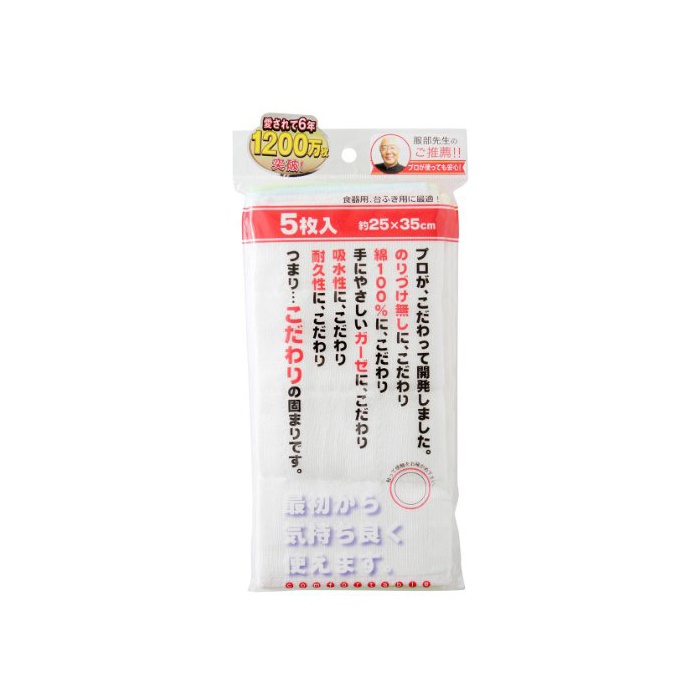 愛されて6年
1200万枚
突破!
服部先生の
ご推薦!!
プロが使っても安心!
食器用、台ふき用に最適!
5枚入 約25×35cm
プロが、こだわって開発しました。
のりづけ無しに、こだわり
綿100%に、こだわり
手にやさしいガーゼに、こだわり
吸水性に、こだわり
耐久性に、こだわり
つまり…こだわりの固まりです。
最初から
気持ち良く
使えます。
comfortable